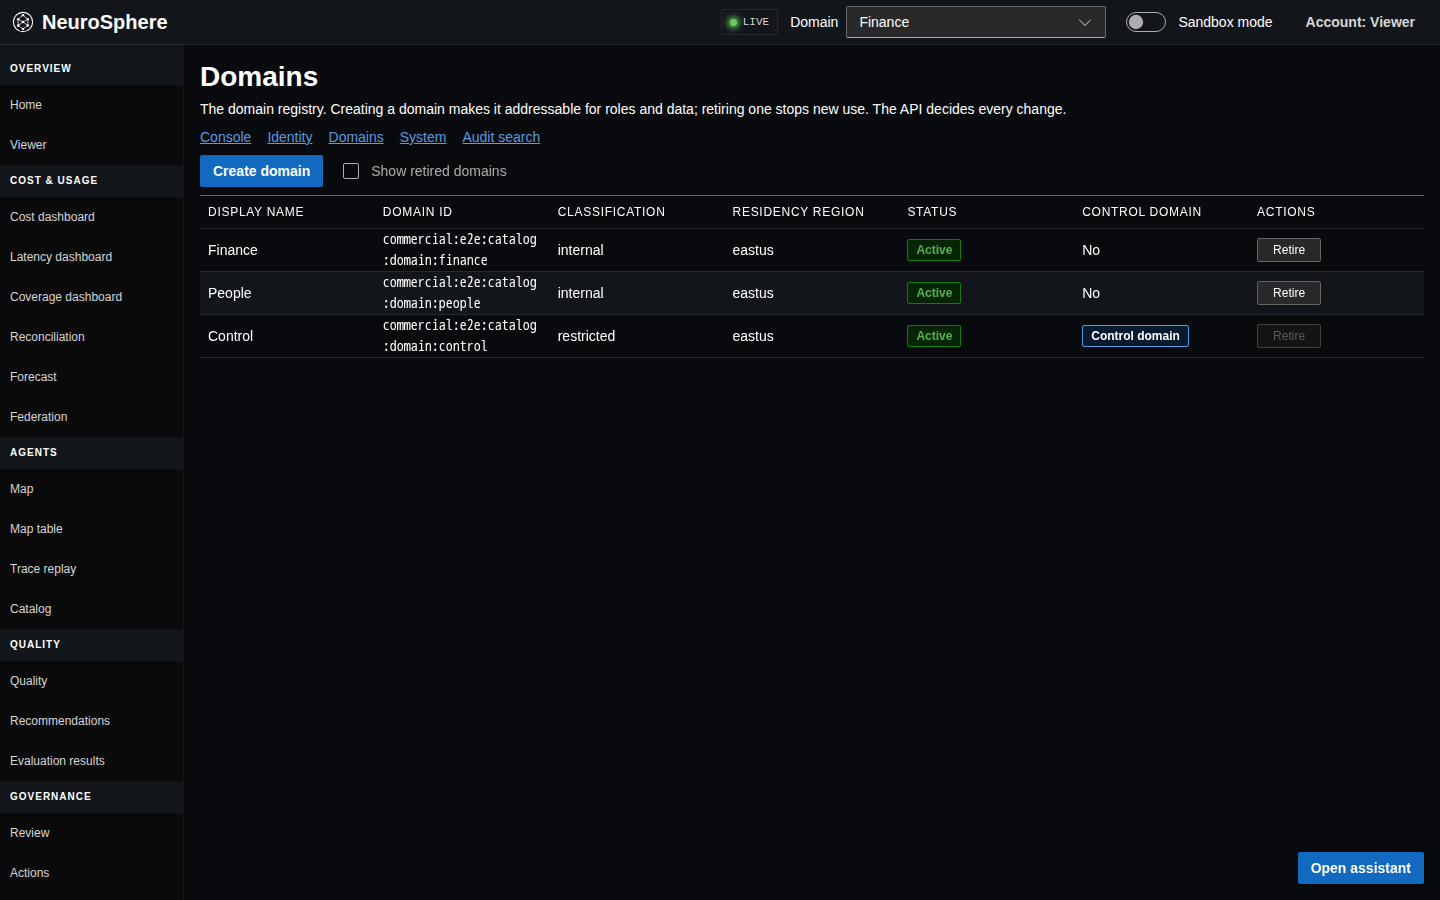 NeuroSphere
LIVE
Domain
Finance
Sandbox mode
Account: Viewer
OVERVIEW
Home
Viewer
COST & USAGE
Cost dashboard
Latency dashboard
Coverage dashboard
Reconciliation
Forecast
Federation
AGENTS
Map
Map table
Trace replay
Catalog
QUALITY
Quality
Recommendations
Evaluation results
GOVERNANCE
Review
Actions
Domains
The domain registry. Creating a domain makes it addressable for roles and data; retiring one stops new use. The API decides every change.
Console Identity Domains System Audit search
Create domain
Show retired domains
DISPLAY NAME DOMAIN ID CLASSIFICATION RESIDENCY REGION STATUS CONTROL DOMAIN ACTIONS
Finance
commercial:e2e:catalog
:domain:finance
internal
eastus
Active
No
Retire
People
commercial:e2e:catalog
:domain:people
internal
eastus
Active
No
Retire
Control
commercial:e2e:catalog
:domain:control
restricted
eastus
Active
Control domain
Retire
Open assistant